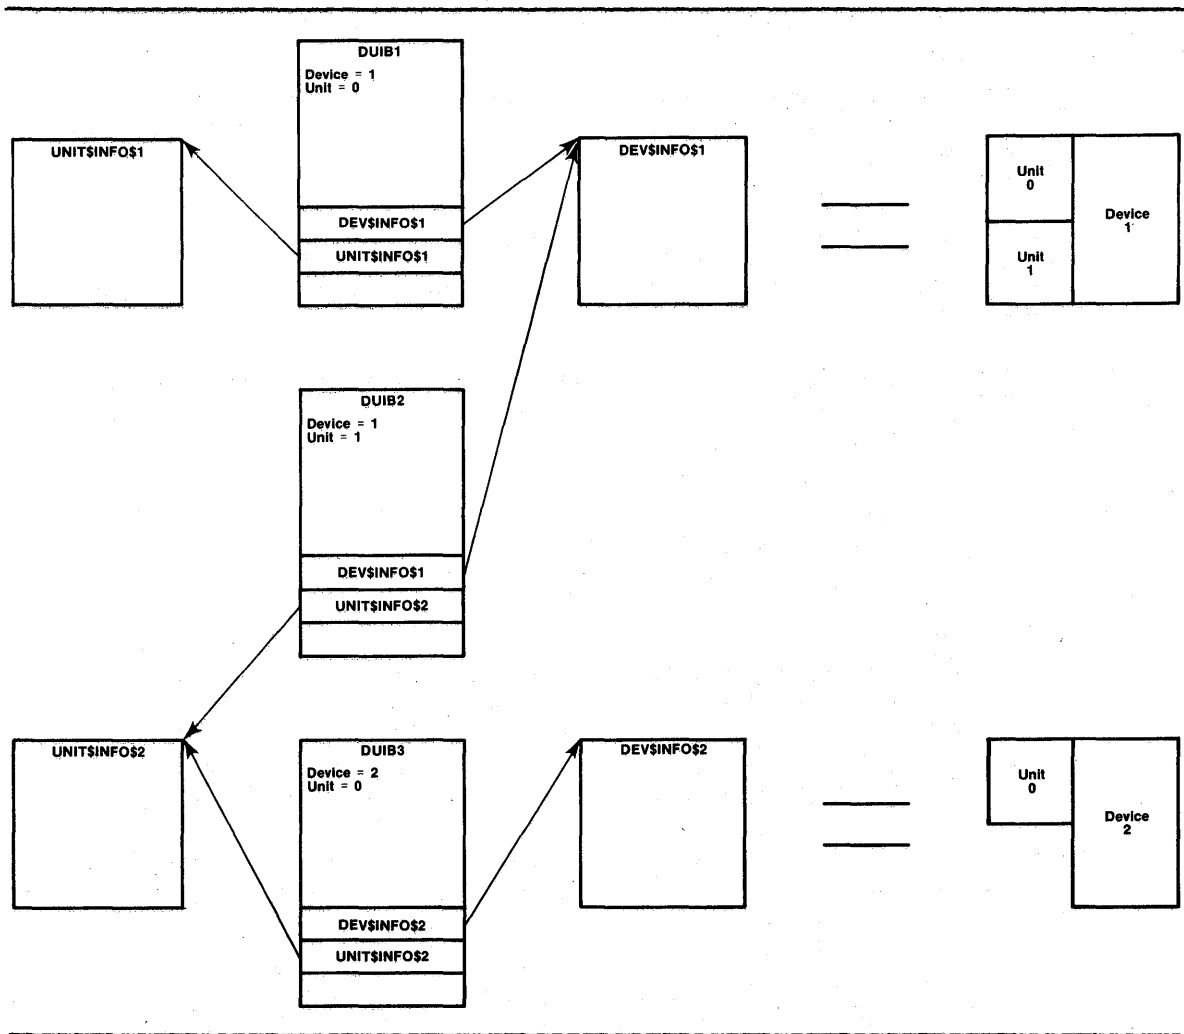 DUIB1
Device = 1
Unit = 0
UNIT$INFO$1
DEV$INFO$1
DEV$INFO$1
UNIT$INFO$1
Unit
0
Unit
1
Device
1
DUIB2
Device = 1
Unit = 1
DEV$INFO$1
UNIT$INFO$2
UNIT$INFO$2
DUIB3
Device = 2
Unit = 0
DEV$INFO$2
UNIT$INFO$2
DEV$INFO$2
Unit
0
Device
2